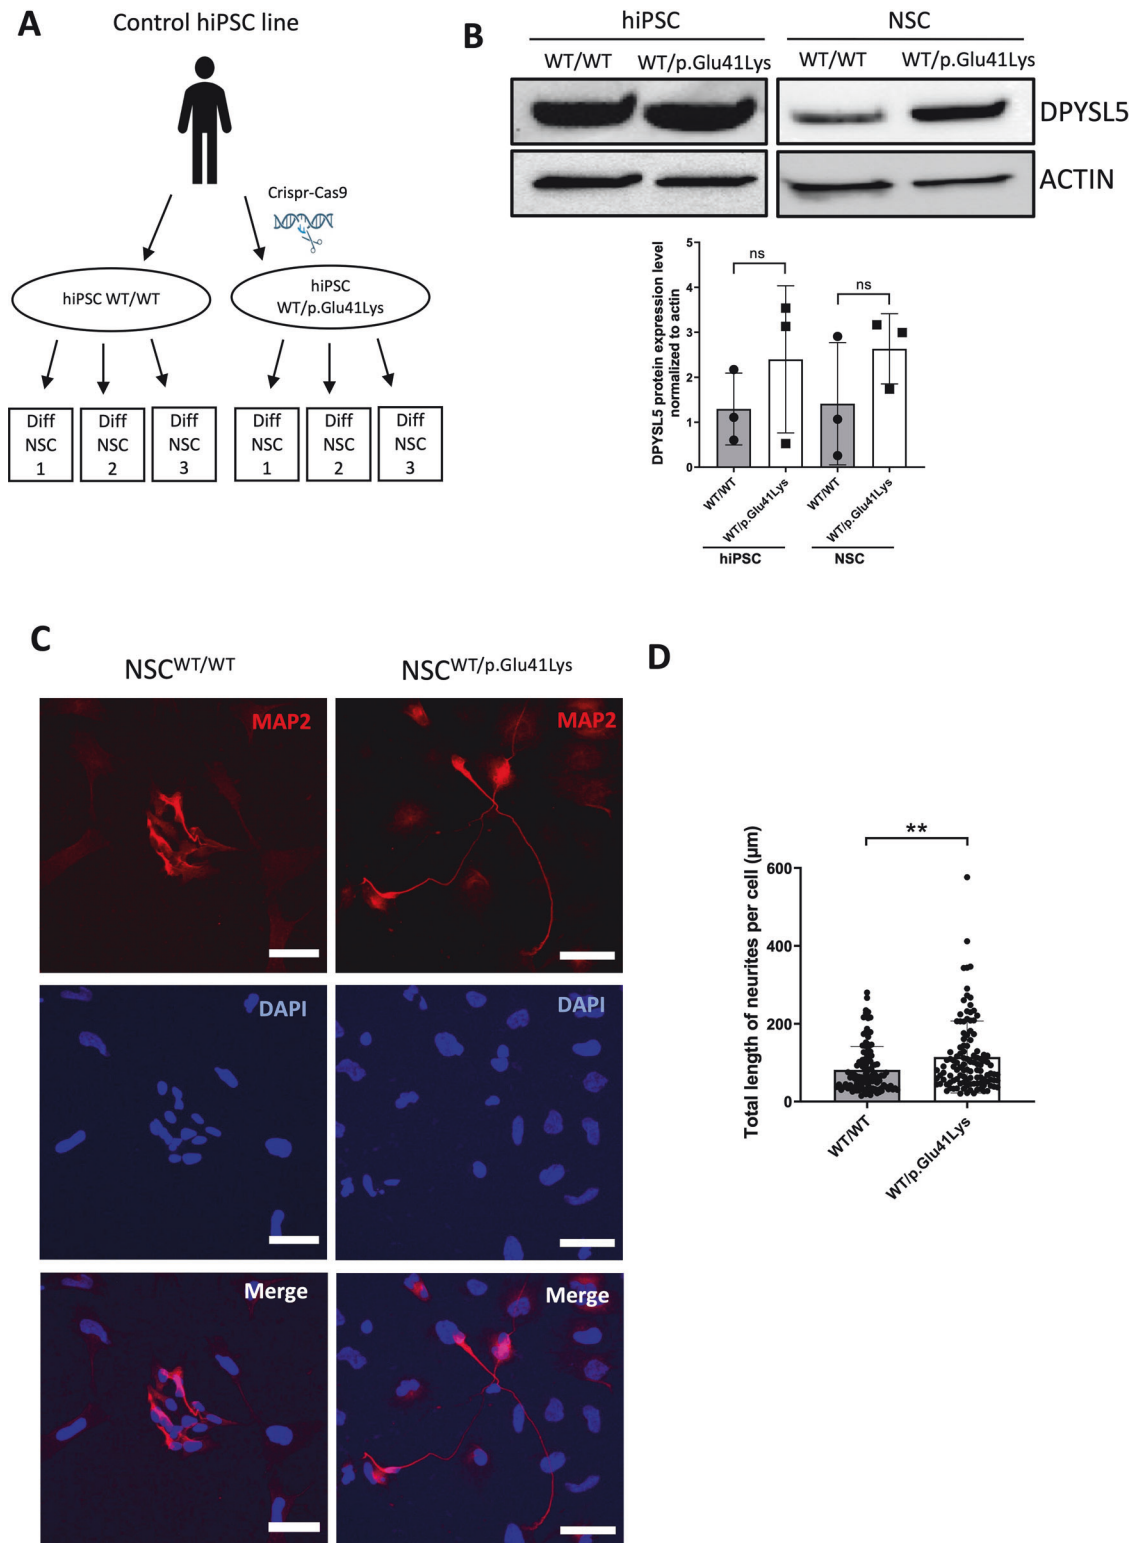 A
Control hiPSC line
Crispr-Cas9
hiPSC WT/WT
hiPSC
WT/p.Glu41Lys
Diff
NSC
1
Diff
NSC
2
Diff
NSC
3
Diff
NSC
1
Diff
NSC
2
Diff
NSC
3
B
hiPSC
NSC
WT/WT
WT/p.Glu41Lys
WT/WT
WT/p.Glu41Lys
DPYSL5
ACTIN
DPYSL5 protein expression level
normalized to actin
5
4
3
2
1
0
ns
ns
WT/WT
WT/p.Glu41Lys
WT/WT
WT/p.Glu41Lys
hiPSC
NSC
C
NSCWT/WT
NSCWT/p.Glu41Lys
MAP2
MAP2
DAPI
DAPI
Merge
Merge
D
Total length of neurites per cell (µm)
600
400
200
0
**
WT/WT
WT/p.Glu41Lys